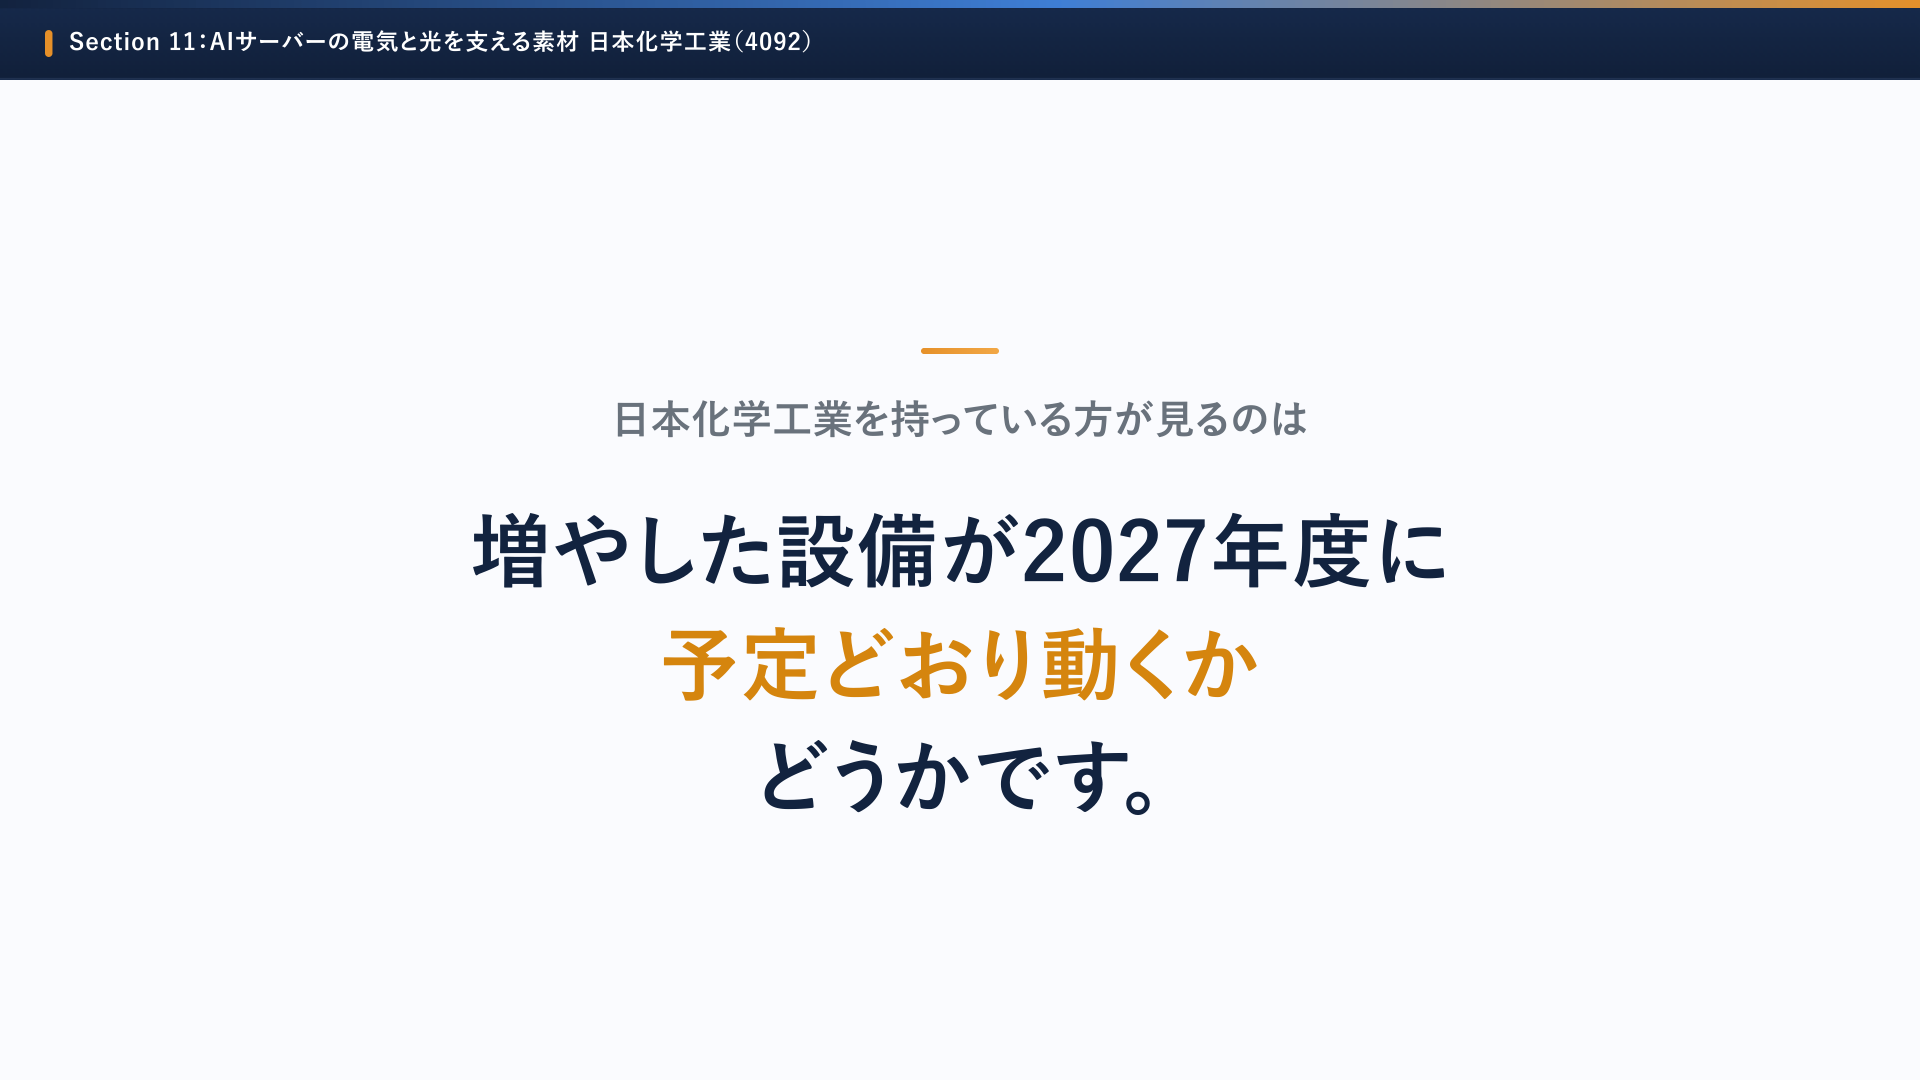 Section 11：AIサーバーの電気と光を支える素材 日本化学工業（4092）
日本化学工業を持っている方が見るのは
増やした設備が2027年度に
予定どおり動くか
どうかです。